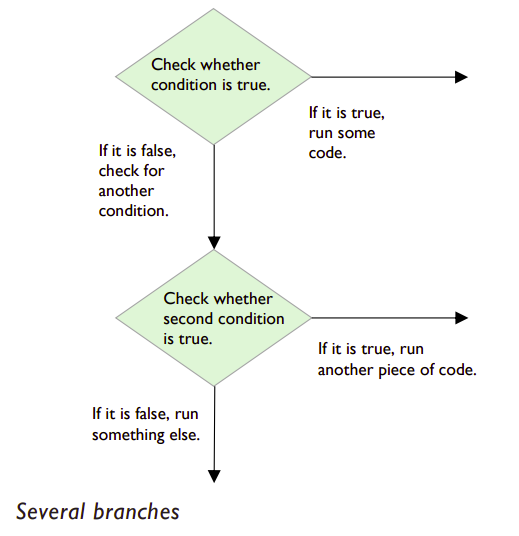 Check whether
condition is true.
If it is true,
run some
code.
If it is false,
check for
another
condition.
Check whether
second condition
is true.
If it is true, run
another piece of code.
If it is false, run
something else.
Several branches